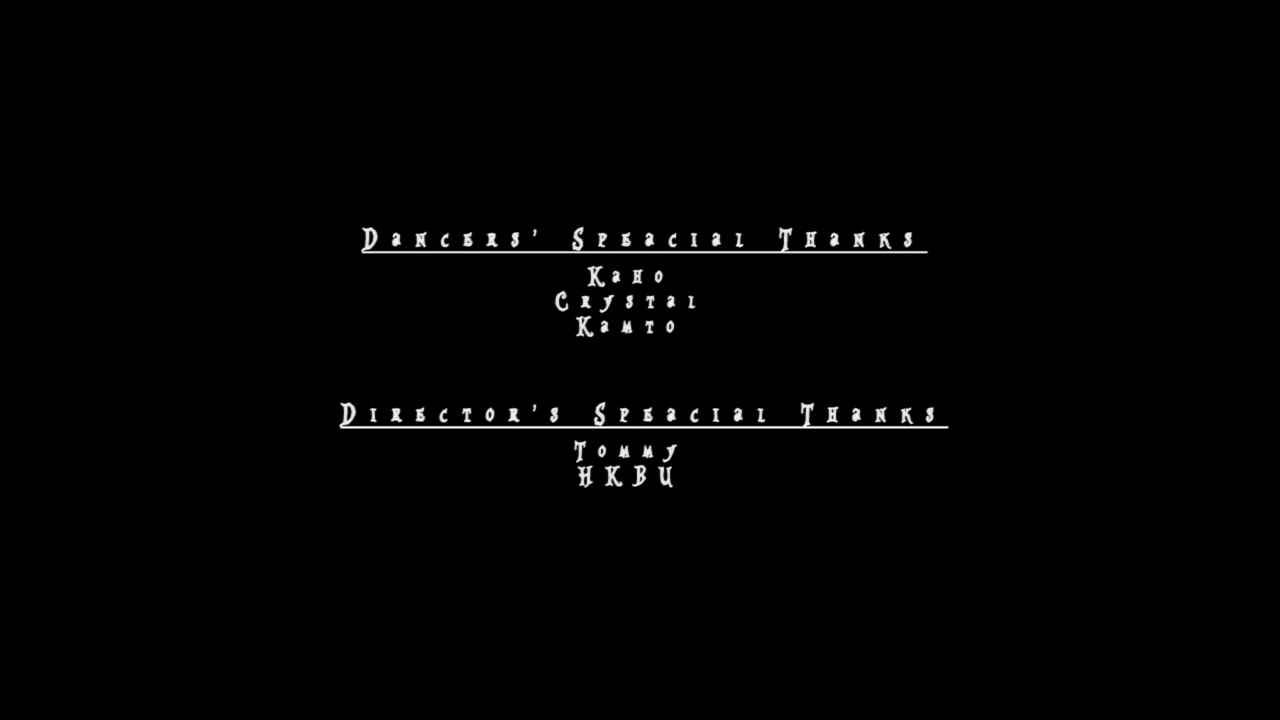 Dancers' Speacial Thanks
Kaho
Crystal
Kamto
Director's Speacial Thanks
Tommy
HKBU